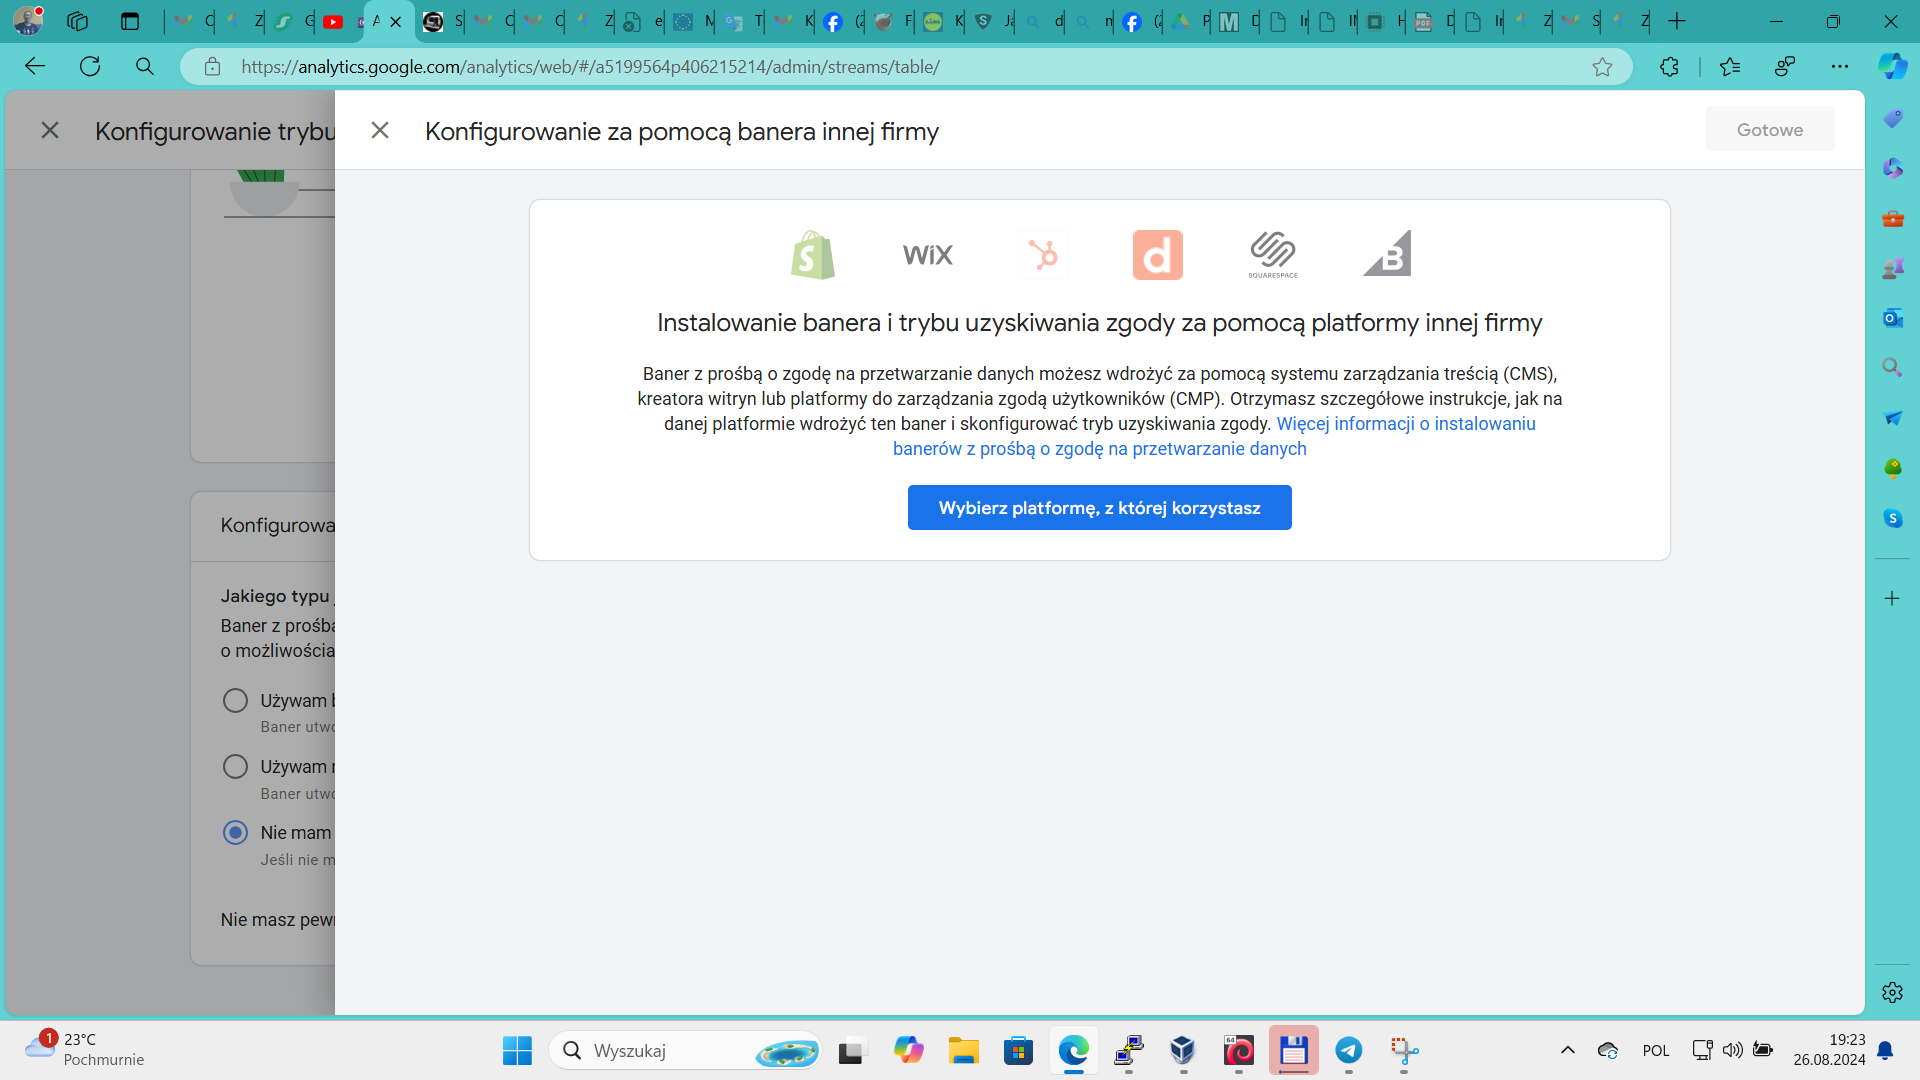 https://analytics.google.com/analytics/web/#/a5199564p406215214/admin/streams/table/
Konfigurowanie trybu
Konfigurowanie za pomocą banera innej firmy
Gotowe
WiX
SQUARESPACE
Instalowanie banera i trybu uzyskiwania zgody za pomocą platformy innej firmy
Baner z prośbą o zgodę na przetwarzanie danych możesz wdrożyć za pomocą systemu zarządzania treścią (CMS),
kreatora witryn lub platformy do zarządzania zgodą użytkowników (CMP). Otrzymasz szczegółowe instrukcje, jak na
danej platformie wdrożyć ten baner i skonfigurować tryb uzyskiwania zgody. Więcej informacji o instalowaniu
banerów z prośbą o zgodę na przetwarzanie danych
Wybierz platformę, z której korzystasz
Konfigurowa
Jakiego typu
Baner z prośbą
o możliwościa
Używam
Baner utwo
Używam
Baner utwo
Nie mam
Jeśli nie m
Nie masz pewn
1
23°C
Pochmurnie
Wyszukaj
POL
19:23
26.08.2024